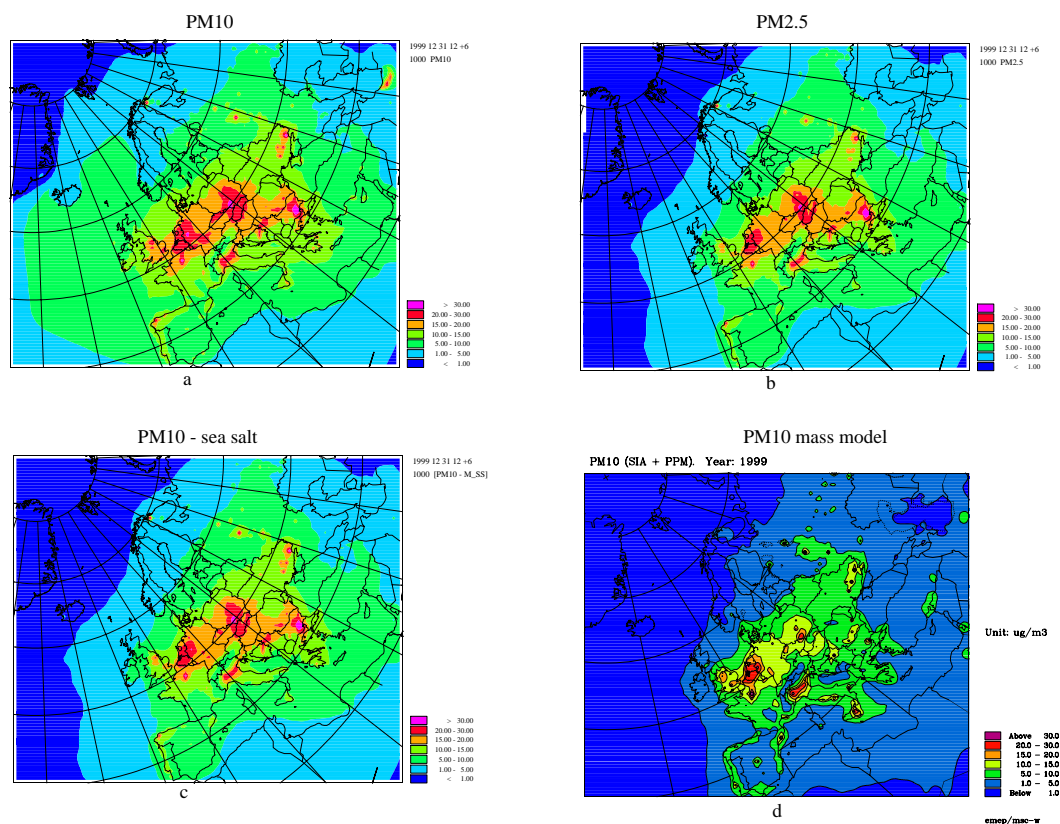 PM10
1999 12 31 12 +6
1000 PM10
> 30.00
20.00 - 30.00
15.00 - 20.00
10.00 - 15.00
5.00 - 10.00
1.00 - 5.00
< 1.00
a
PM2.5
1999 12 31 12 +6
1000 PM2.5
> 30.00
20.00 - 30.00
15.00 - 20.00
10.00 - 15.00
5.00 - 10.00
1.00 - 5.00
< 1.00
b
PM10 - sea salt
1999 12 31 12 +6
1000 [PM10 - M_SS]
> 30.00
20.00 - 30.00
15.00 - 20.00
10.00 - 15.00
5.00 - 10.00
1.00 - 5.00
< 1.00
c
PM10 mass model
PM10 (SIA + PPM). Year: 1999
Unit: ug/m3
Above 30.0
20.0 - 30.0
15.0 - 20.0
10.0 - 15.0
5.0 - 10.0
1.0 - 5.0
Below 1.0
emep/msc-w
d